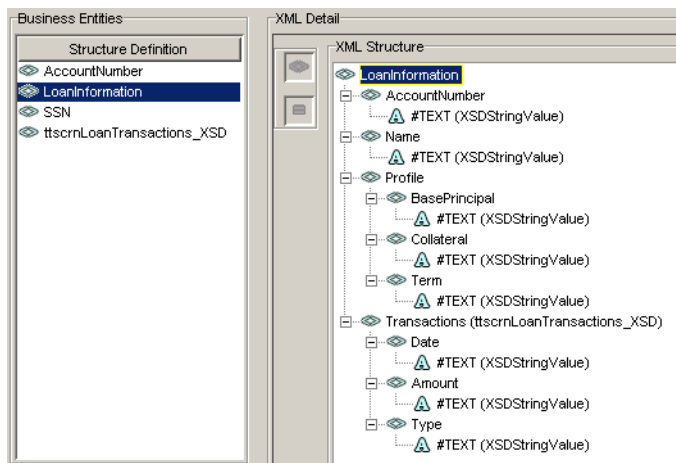 Business Entities
Structure Definition
AccountNumber
LoanInformation
SSN
ttscrnLoanTransactions_XSD
XML Detail
XML Structure
LoanInformation
AccountNumber
#TEXT (XSDStringValue)
Name
#TEXT (XSDStringValue)
Profile
BasePrincipal
#TEXT (XSDStringValue)
Collateral
#TEXT (XSDStringValue)
Term
#TEXT (XSDStringValue)
Transactions (ttscrnLoanTransactions_XSD)
Date
#TEXT (XSDStringValue)
Amount
#TEXT (XSDStringValue)
Type
#TEXT (XSDStringValue)